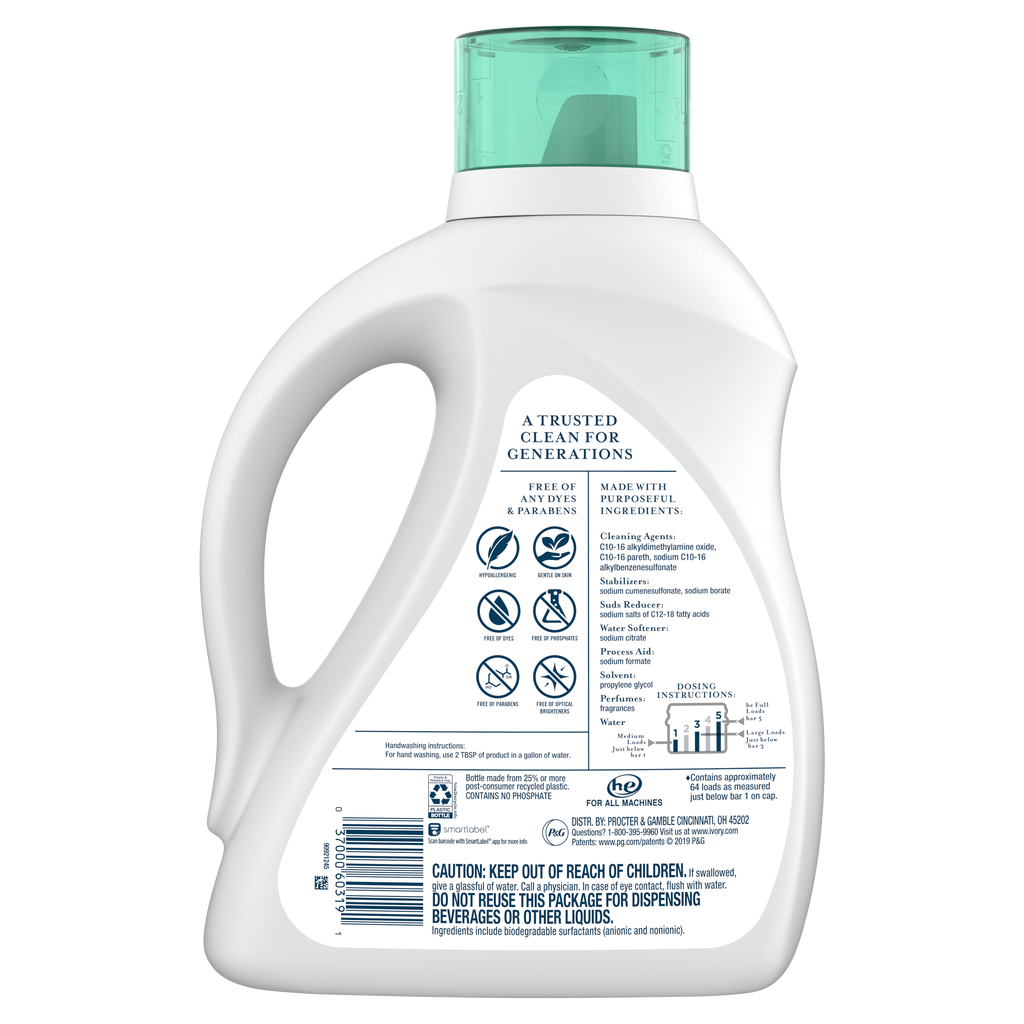 A TRUSTED
CLEAN FOR
GENERATIONS
FREE OF
ANY DYES
& PARABENS
HYPOALLERGENIC
GENTLE ON SKIN
FREE OF DYES
FREE OF PHOSPHATES
HO
OH
FREE OF PARABENS
FREE OF OPTICAL
BRIGHTENERS
MADE WITH
PURPOSEFUL
INGREDIENTS:
Cleaning Agents:
C10-16 alkyldimethylamine oxide,
C10-16 pareth, sodium C10-16
alkylbenzenesulfonate
Stabilizers:
sodium cumenesulfonate, sodium borate
Suds Reducer:
sodium salts of C12-18 fatty acids
Water Softener:
sodium citrate
Process Aid:
sodium formate
Solvent:
propylene glycol
Perfumes:
fragrances
Water
DOSING
INSTRUCTIONS:
1 2 3 4 5
he Full
Loads
bar 5
Large Loads
Just below
bar 3
Medium
Loads
Just below
bar 1
Handwashing instructions:
For hand washing, use 2 TBSP of product in a gallon of water.
Empty &
Replace Cap
PLASTIC
BOTTLE
how2recycle.info
Bottle made from 25% or more
post-consumer recycled plastic.
CONTAINS NO PHOSPHATE
smartlabel™
Scan barcode with SmartLabel™ app for more info
he
FOR ALL MACHINES
♦Contains approximately
64 loads as measured
just below bar 1 on cap.
P&G
DISTR. BY: PROCTER & GAMBLE CINCINNATI, OH 45202
Questions? 1-800-395-9960 Visit us at www.ivory.com
Patents: www.pg.com/patents © 2019 P&G
0 37000 60319 1
90921245
CAUTION: KEEP OUT OF REACH OF CHILDREN. If swallowed,
give a glassful of water. Call a physician. In case of eye contact, flush with water.
DO NOT REUSE THIS PACKAGE FOR DISPENSING
BEVERAGES OR OTHER LIQUIDS.
Ingredients include biodegradable surfactants (anionic and nonionic).